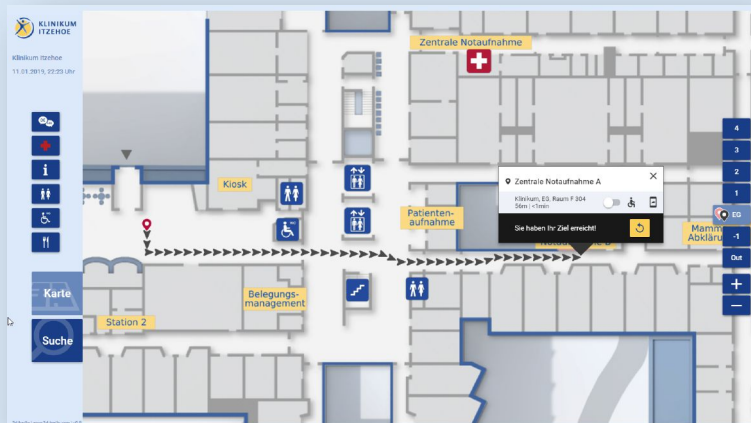 KLINIKUM
ITZEHOE
Klinikum Itzehoe
11.01.2019, 22:23 Uhr
i
Karte
Suche
Zentrale Notaufnahme
Kiosk
Patienten-
aufnahme
Belegungs-
management
Station 2
Zentrale Notaufnahme A
Klinikum, EG, Raum F 304
56m | <1min
Sie haben Ihr Ziel erreicht!
Mamm
Abkläru
4
3
2
1
EG
-1
Out
+
−